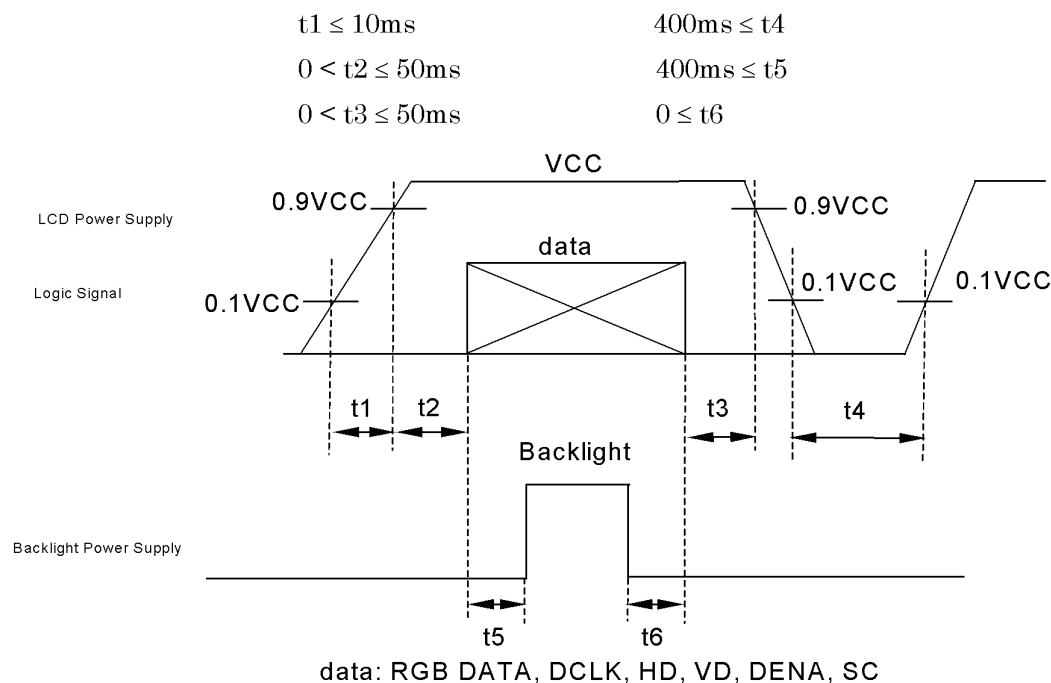 t1 ≤ 10ms 400ms ≤ t4
0 < t2 ≤ 50ms 400ms ≤ t5
0 < t3 ≤ 50ms 0 ≤ t6
VCC
0.9VCC 0.9VCC
LCD Power Supply
data
Logic Signal
0.1VCC 0.1VCC 0.1VCC
t1 t2 t3 t4
Backlight
Backlight Power Supply
t5 t6
data: RGB DATA, DCLK, HD, VD, DENA, SC